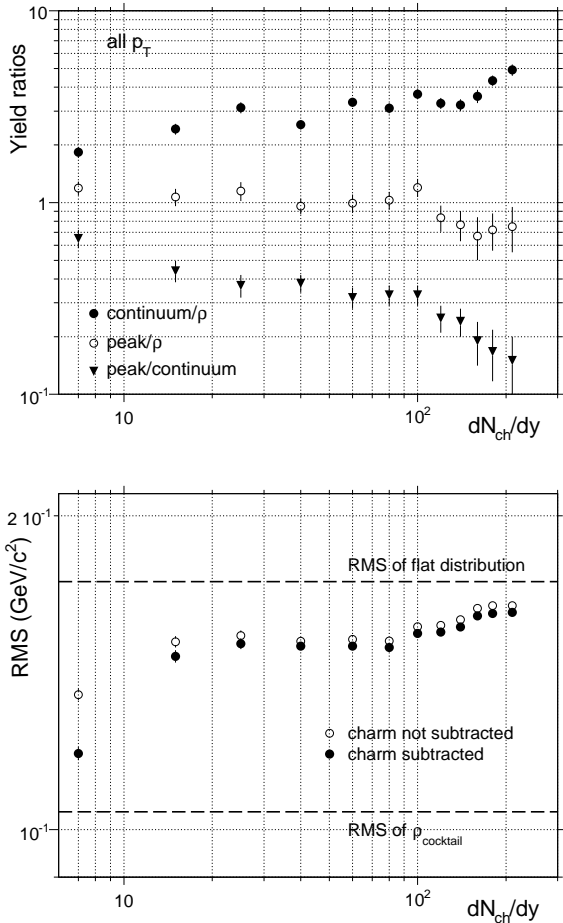 10
all p_T
Yield ratios
1
continuum/ρ
peak/ρ
peak/continuum
10^-1
10
10^2
dN_ch/dy
2 10^-1
RMS of flat distribution
RMS (GeV/c^2)
charm not subtracted
charm subtracted
10^-1
RMS of ρ_cocktail
10
10^2
dN_ch/dy